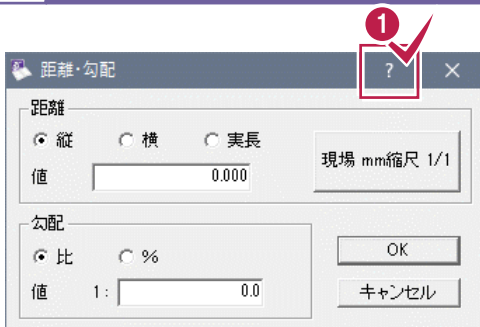 1
距離・勾配 ? ×
距離
縦 横 実長
値 0.000
現場 mm縮尺 1/1
勾配
比 %
値 1: 0.0
OK
キャンセル